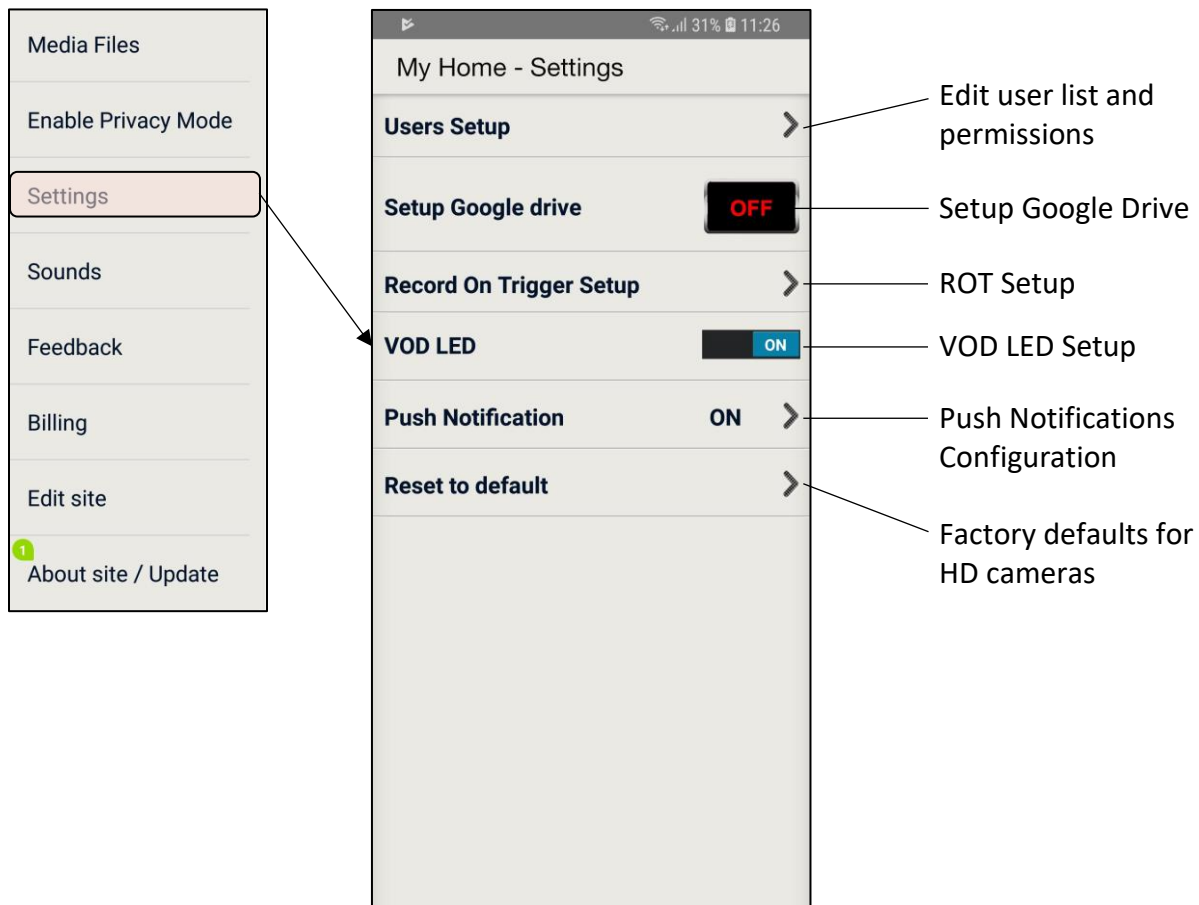 Media Files
Enable Privacy Mode
Settings
Sounds
Feedback
Billing
Edit site
1
About site / Update
31% 11:26
My Home - Settings
Users Setup
Setup Google drive
OFF
Record On Trigger Setup
VOD LED
ON
Push Notification
ON
Reset to default
Edit user list and
permissions
Setup Google Drive
ROT Setup
VOD LED Setup
Push Notifications
Configuration
Factory defaults for
HD cameras